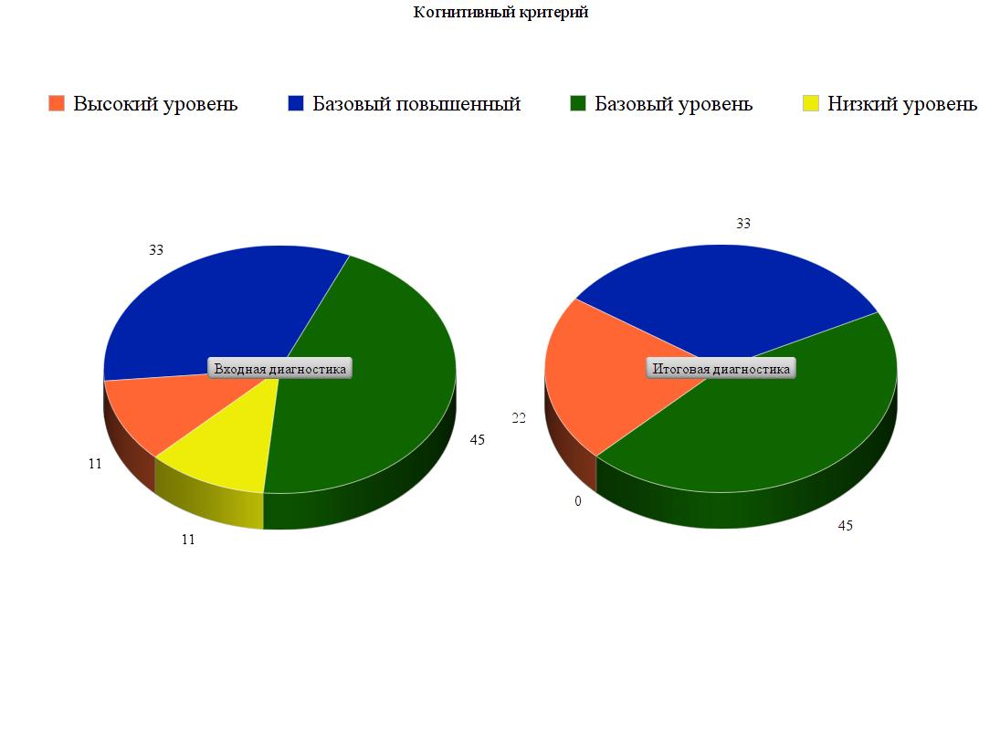 Когнитивный критерий
Высокий уровень Базовый повышенный Базовый уровень Низкий уровень
33
33
Входная диагностика
Итоговая диагностика
22
45
11
0
45
11